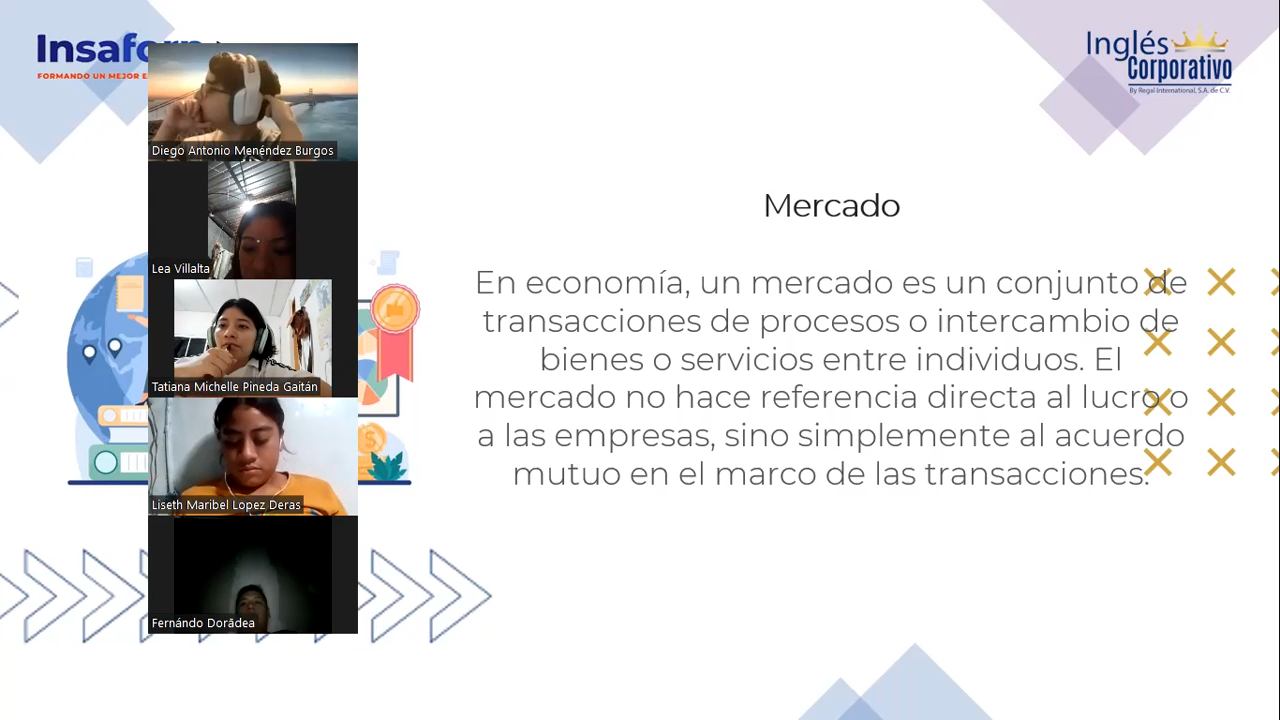 Insaforp
FORMANDO UN MEJOR E
Inglés
Corporativo
By Regal International, S.A. de C.V.
Diego Antonio Menéndez Burgos
Lea Villalta
Tatiana Michelle Pineda Gaitán
Liseth Maribel Lopez Deras
Fernándo Dorādea
Mercado
En economía, un mercado es un conjunto de
transacciones de procesos o intercambio de
bienes o servicios entre individuos. El
mercado no hace referencia directa al lucro o
a las empresas, sino simplemente al acuerdo
mutuo en el marco de las transacciones.